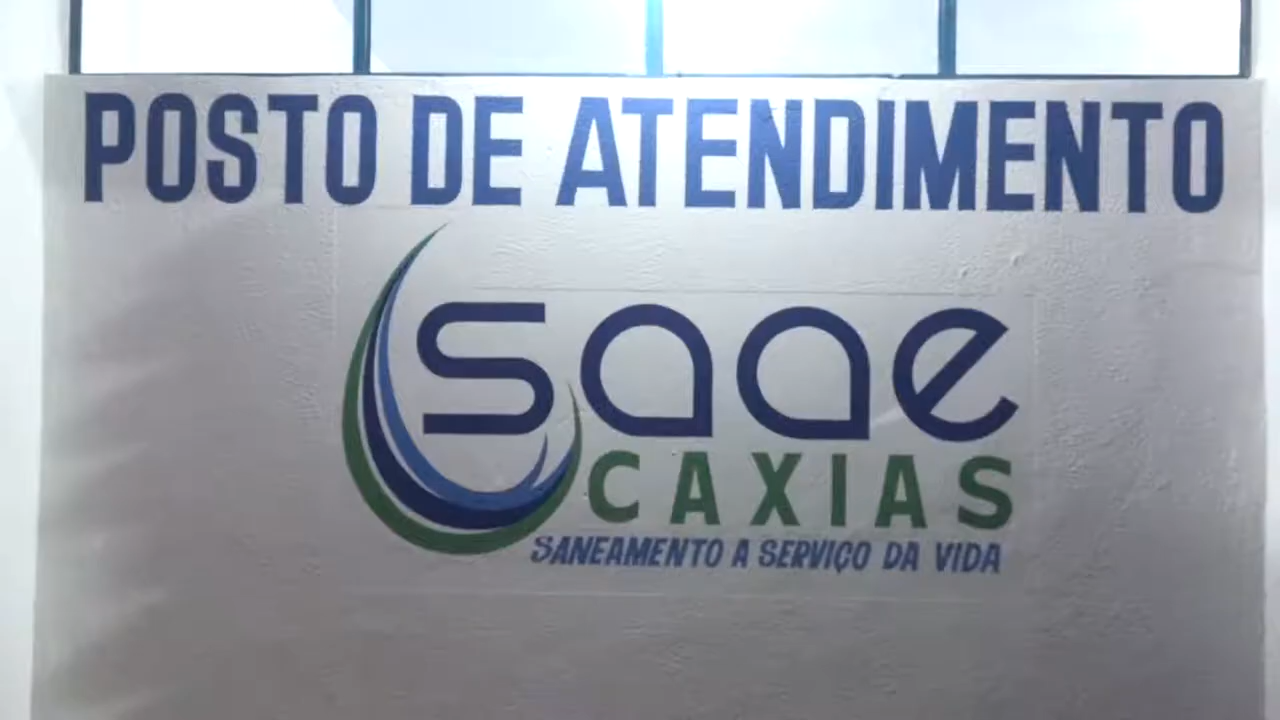 POSTO DE ATENDIMENTO
saae
CAXIAS
SANEAMENTO A SERVIÇO DA VIDA